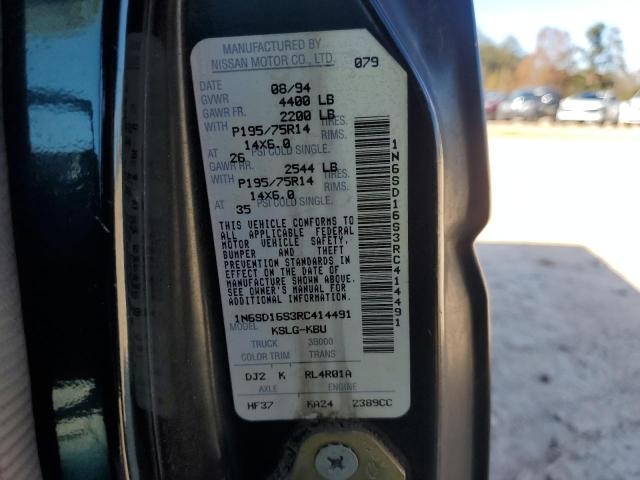 MANUFACTURED BY
NISSAN MOTOR CO., LTD. 079
DATE 08/94
GVWR 4400 LB
GAWR FR. 2200 LB
WITH P195/75R14 TIRES.
14X6.0 RIMS.
AT 26 PSI COLD SINGLE.
GAWR RR. 2544 LB
WITH P195/75R14 TIRES.
14X6.0 RIMS.
AT 35 PSI COLD SINGLE.
THIS VEHICLE CONFORMS TO
ALL APPLICABLE FEDERAL
MOTOR VEHICLE SAFETY,
BUMPER AND THEFT
PREVENTION STANDARDS IN
EFFECT ON THE DATE OF
MANUFACTURE SHOWN ABOVE.
SEE OWNER'S MANUAL FOR
ADDITIONAL INFORMATION.
1N6SD16S3RC414491
MODEL KSLG-KBU
TRUCK 38000
COLOR TRIM TRANS
DJ2 K RL4R01A
AXLE ENGINE
HF37 KA24 2389CC
1N6SD16S3RC414491